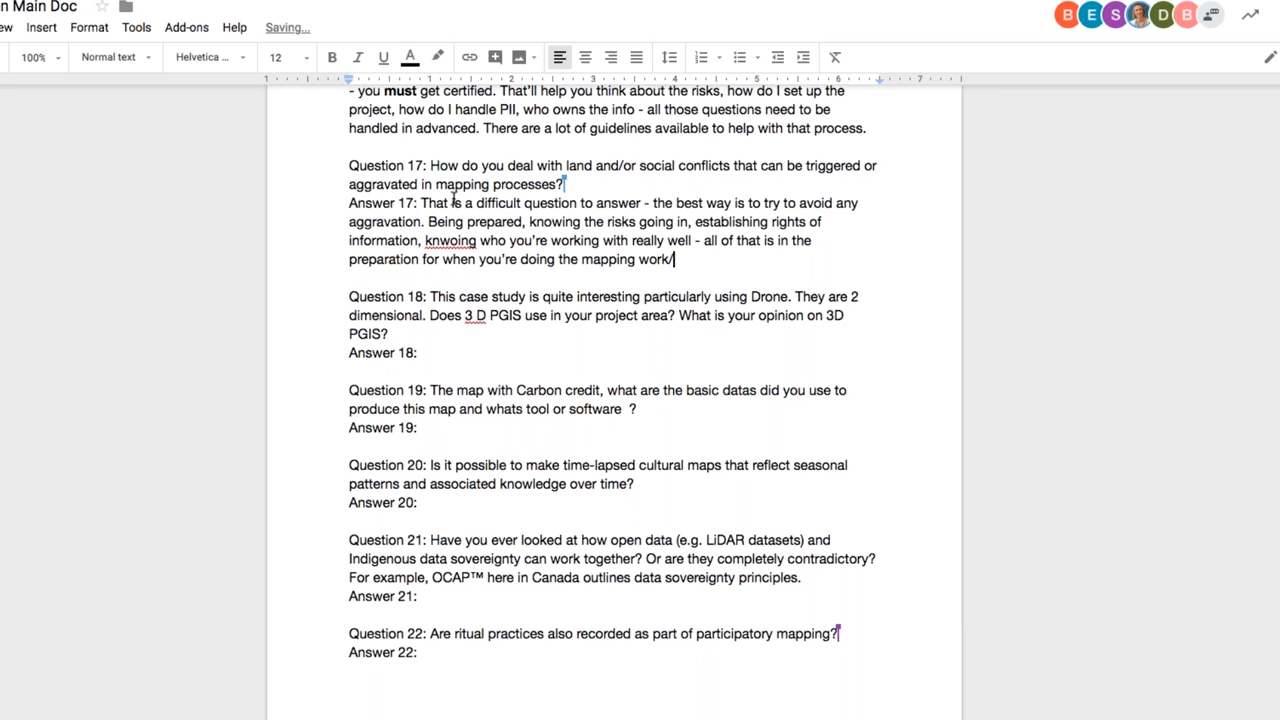 n Main Doc
ew Insert Format Tools Add-ons Help Saving...
100% Normal text Helvetica ... 12 B I U A
1 1 2 3 4 5 6 7
B E S D B
- you must get certified. That'll help you think about the risks, how do I set up the
project, how do I handle PII, who owns the info - all those questions need to be
handled in advanced. There are a lot of guidelines available to help with that process.
Question 17: How do you deal with land and/or social conflicts that can be triggered or
aggravated in mapping processes?
Answer 17: That is a difficult question to answer - the best way is to try to avoid any
aggravation. Being prepared, knowing the risks going in, establishing rights of
information, knwoing who you're working with really well - all of that is in the
preparation for when you're doing the mapping work/
Question 18: This case study is quite interesting particularly using Drone. They are 2
dimensional. Does 3 D PGIS use in your project area? What is your opinion on 3D
PGIS?
Answer 18:
Question 19: The map with Carbon credit, what are the basic datas did you use to
produce this map and whats tool or software  ?
Answer 19:
Question 20: Is it possible to make time-lapsed cultural maps that reflect seasonal
patterns and associated knowledge over time?
Answer 20:
Question 21: Have you ever looked at how open data (e.g. LiDAR datasets) and
Indigenous data sovereignty can work together? Or are they completely contradictory?
For example, OCAP™ here in Canada outlines data sovereignty principles.
Answer 21:
Question 22: Are ritual practices also recorded as part of participatory mapping?
Answer 22: